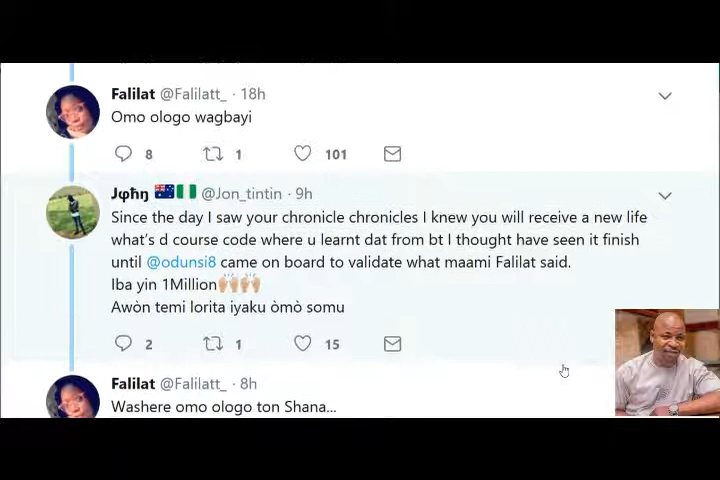 Falilat @Falilatt_ · 18h
Omo ologo wagbayi
8 1 101
Jφħŋ 🇦🇺🇳🇬 @Jon_tintin · 9h
Since the day I saw your chronicle chronicles I knew you will receive a new life
what's d course code where u learnt dat from bt I thought have seen it finish
until @odunsi8 came on board to validate what maami Falilat said.
Iba yin 1Million🙌🏼🙌🏼
Awòn temi lorita iyaku òmò somu
2 1 15
Falilat @Falilatt_ · 8h
Washere omo ologo ton Shana...